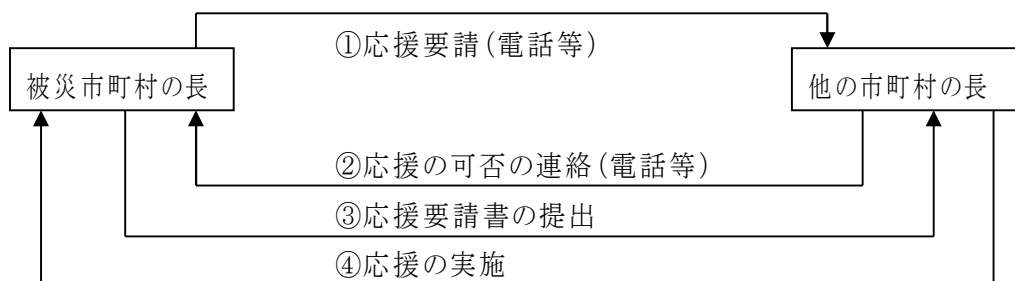 ①応援要請(電話等)
被災市町村の長
他の市町村の長
②応援の可否の連絡(電話等)
③応援要請書の提出
④応援の実施